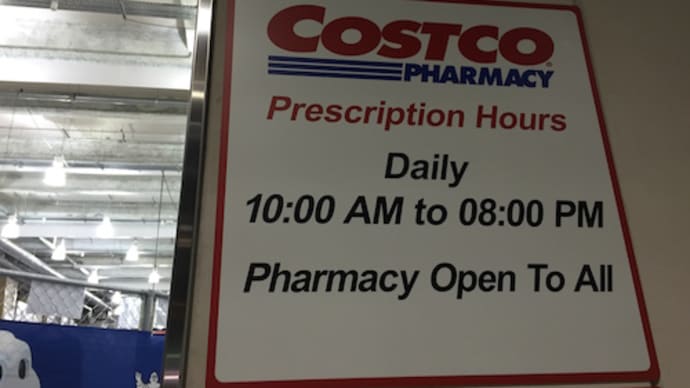 COSTCO
PHARMACY
Prescription Hours
Daily
10:00 AM to 08:00 PM
Pharmacy Open To All